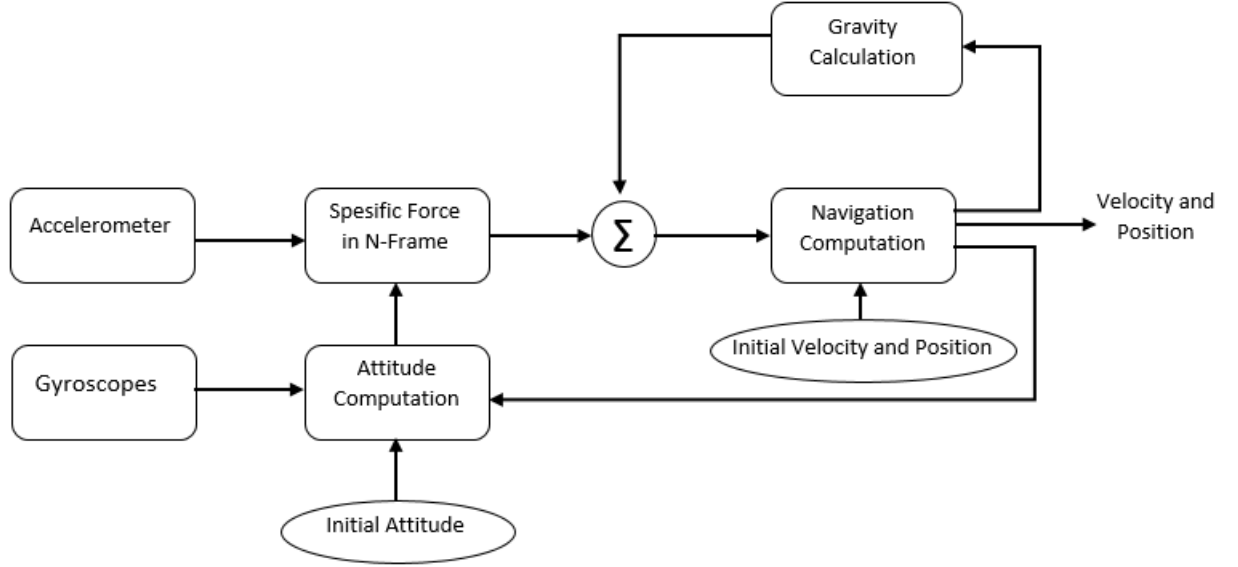 Gravity
Calculation
Accelerometer
Spesific Force
in N-Frame
Σ
Navigation
Computation
Velocity and
Position
Initial Velocity and Position
Gyroscopes
Attitude
Computation
Initial Attitude